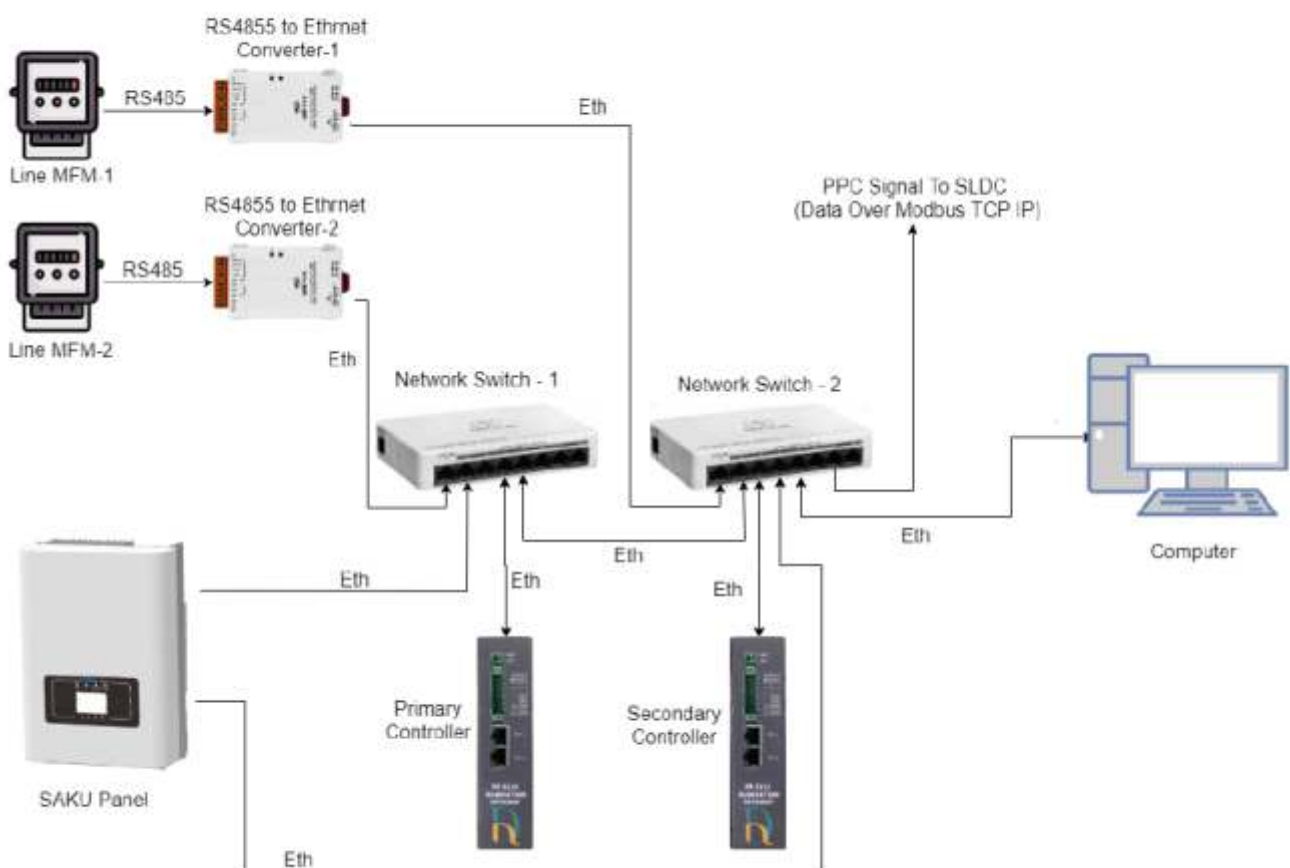 RS4855 to Ethrnet
Converter-1
RS485
Eth
Line MFM-1
RS4855 to Ethrnet
Converter-2
PPC Signal To SLDC
(Data Over Modbus TCP IP)
RS485
Line MFM-2
Eth
Network Switch - 1
Network Switch - 2
Eth
Eth
Computer
Eth
Eth
Eth
Primary
Controller
Secondary
Controller
SAKU Panel
Eth